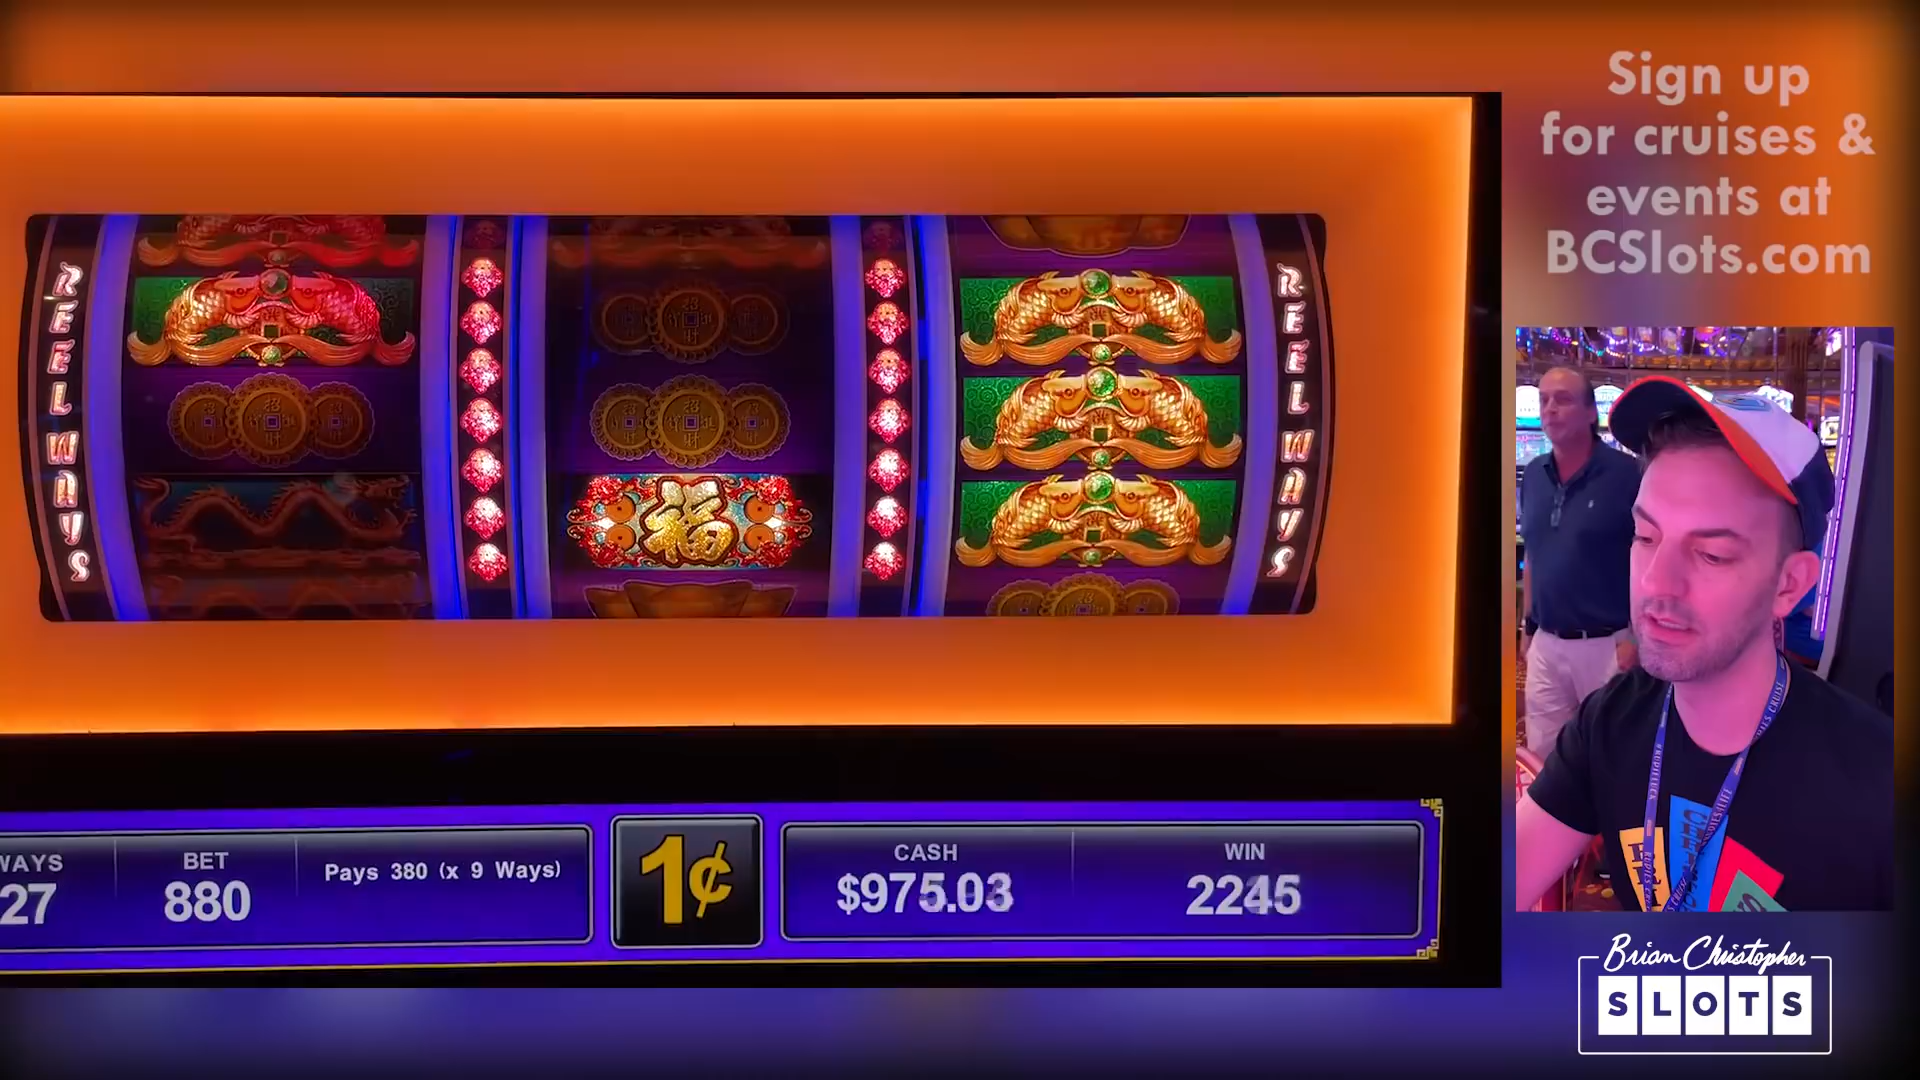 Sign up
for cruises &
events at
BCSlots.com
REEL WAYS
REEL WAYS
福
WAYS
27
BET
880
Pays 380 (x 9 Ways)
1¢
CASH
$975.03
WIN
2245
Brian Christopher
SLOTS